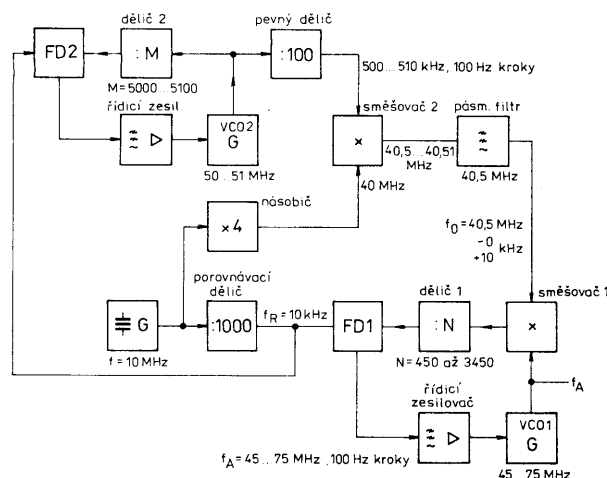 dělič 2
pevný dělič
FD2
:M
:100
M=5000...5100
500...510 kHz, 100 Hz kroky
řídicí zesil.
VCO2
G
50...51 MHz
směšovač 2
×
pásm. filtr
40,5...40,51
MHz
40,5 MHz
40 MHz
násobič
×4
f0=40,5 MHz
-0
+10 kHz
porovnávací
dělič
směšovač 1
G
:1000
fR=10kHz
FD1
dělič 1
:N
×
f=10 MHz
N=450 až 3450
fA
řídicí
zesilovač
VCO1
G
fA=45...75 MHz, 100 Hz kroky
45...75 MHz